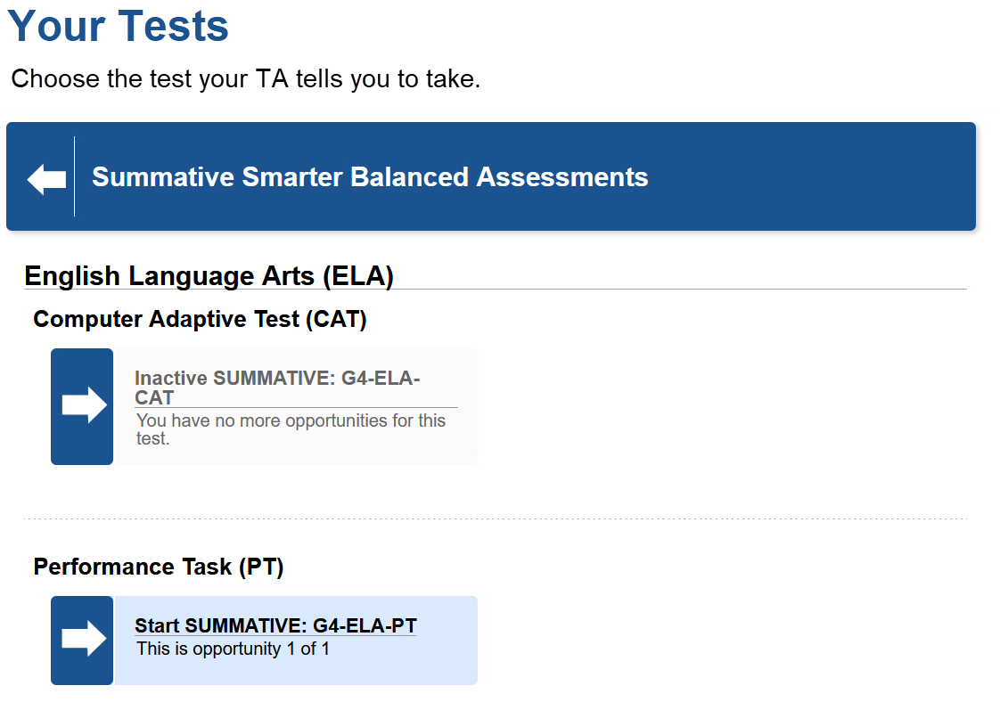 Your Tests
Choose the test your TA tells you to take.
Summative Smarter Balanced Assessments
English Language Arts (ELA)
Computer Adaptive Test (CAT)
Inactive SUMMATIVE: G4-ELA-
CAT
You have no more opportunities for this
test.
Performance Task (PT)
Start SUMMATIVE: G4-ELA-PT
This is opportunity 1 of 1